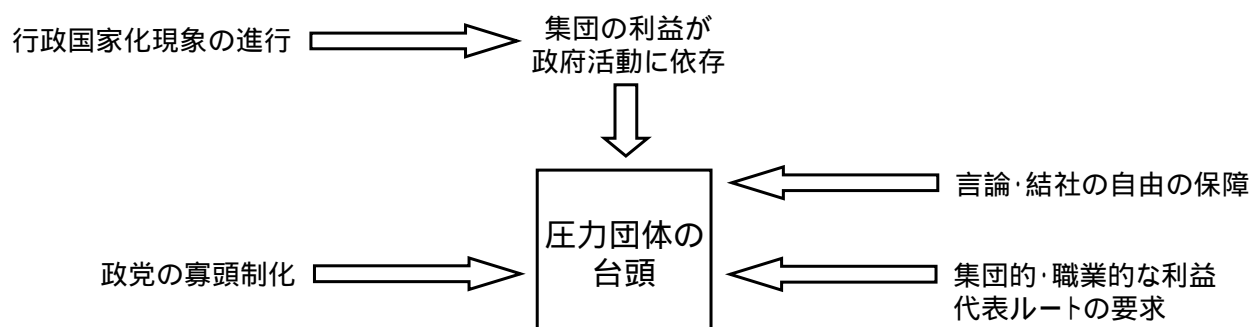 行政国家化現象の進行
集団の利益が
政府活動に依存
言論·結社の自由の保障
圧力団体の
台頭
政党の寡頭制化
集団的·職業的な利益
代表ルートの要求